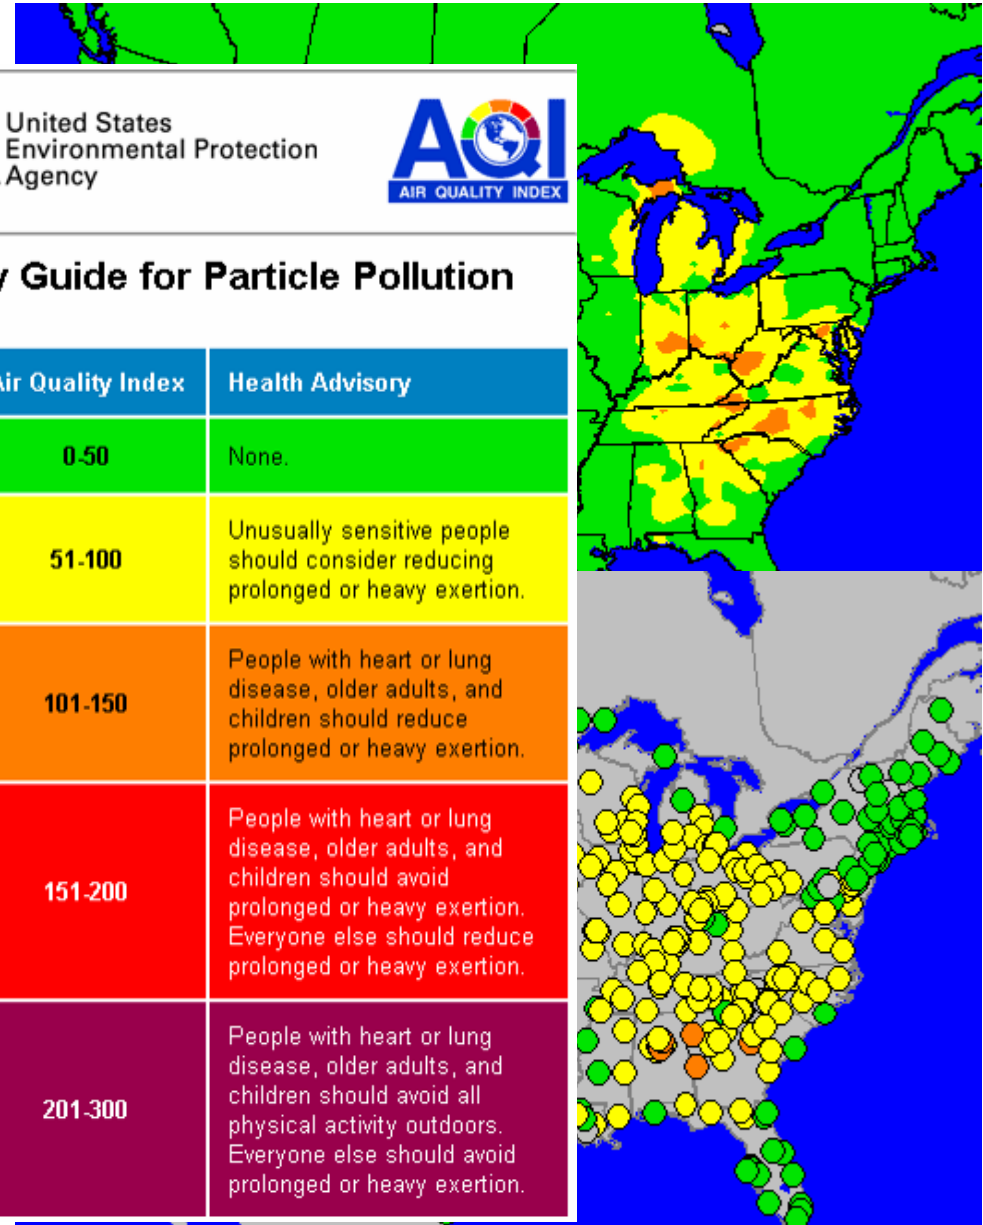 United States
Environmental Protection
Agency
AQI
AIR QUALITY INDEX
Guide for Particle Pollution
Air Quality Index
Health Advisory
0-50
None.
51-100
Unusually sensitive people
should consider reducing
prolonged or heavy exertion.
101-150
People with heart or lung
disease, older adults, and
children should reduce
prolonged or heavy exertion.
151-200
People with heart or lung
disease, older adults, and
children should avoid
prolonged or heavy exertion.
Everyone else should reduce
prolonged or heavy exertion.
201-300
People with heart or lung
disease, older adults, and
children should avoid all
physical activity outdoors.
Everyone else should avoid
prolonged or heavy exertion.